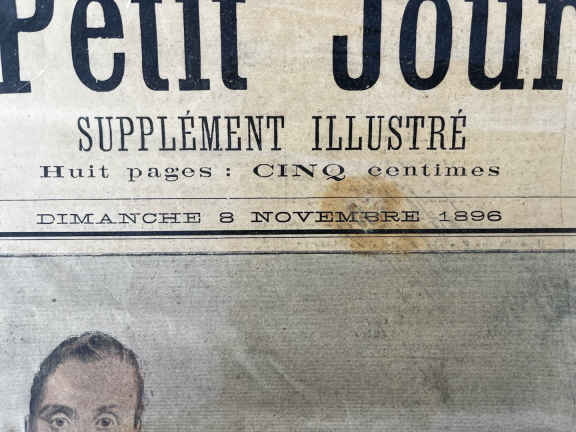 Petit Jour
SUPPLÉMENT ILLUSTRÉ
Huit pages : CINQ centimes
DIMANCHE 8 NOVEMBRE 1896